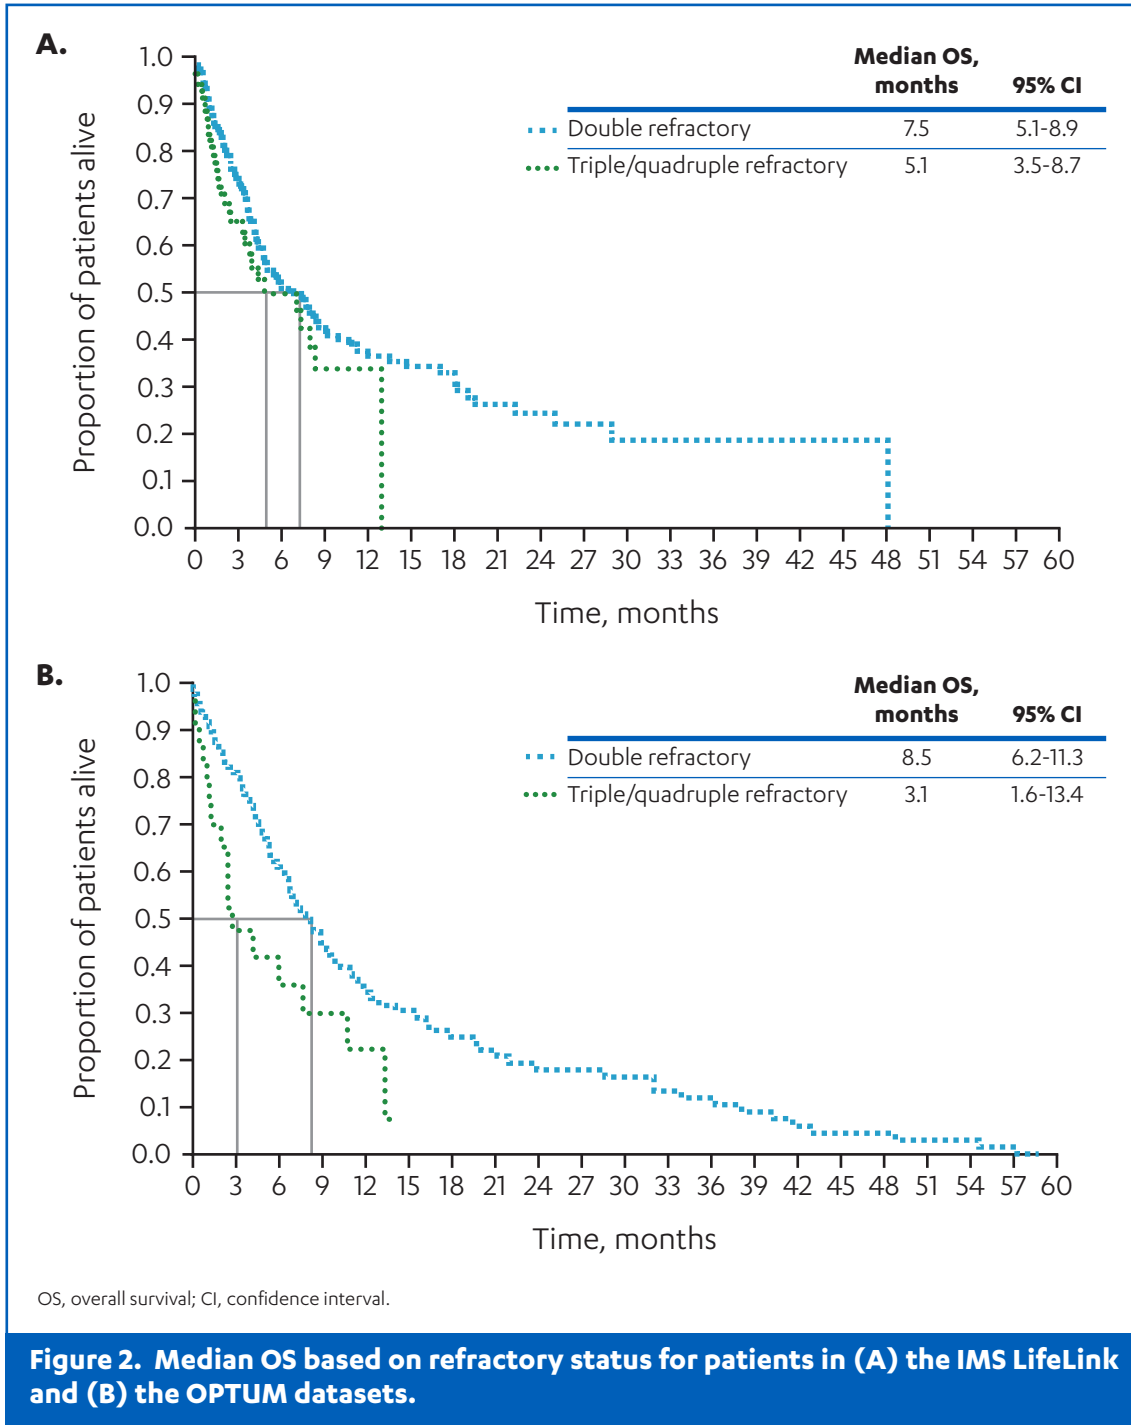 A.
Median OS,
months 95% CI
Double refractory 7.5 5.1-8.9
Triple/quadruple refractory 5.1 3.5-8.7
Proportion of patients alive
1.0
0.9
0.8
0.7
0.6
0.5
0.4
0.3
0.2
0.1
0.0
0 3 6 9 12 15 18 21 27 24 30 33 36 39 42 45 48 51 54 57 60
Time, months
B.
Median OS,
months 95% CI
Double refractory 8.5 6.2-11.3
Triple/quadruple refractory 3.1 1.6-13.4
Proportion of patients alive
1.0
0.9
0.8
0.7
0.6
0.5
0.4
0.3
0.2
0.1
0.0
0 3 6 9 12 15 18 21 24 27 30 33 36 39 42 45 48 51 54 57 60
Time, months
OS, overall survival; CI, confidence interval.
Figure 2. Median OS based on refractory status for patients in (A) the IMS LifeLink
and (B) the OPTUM datasets.